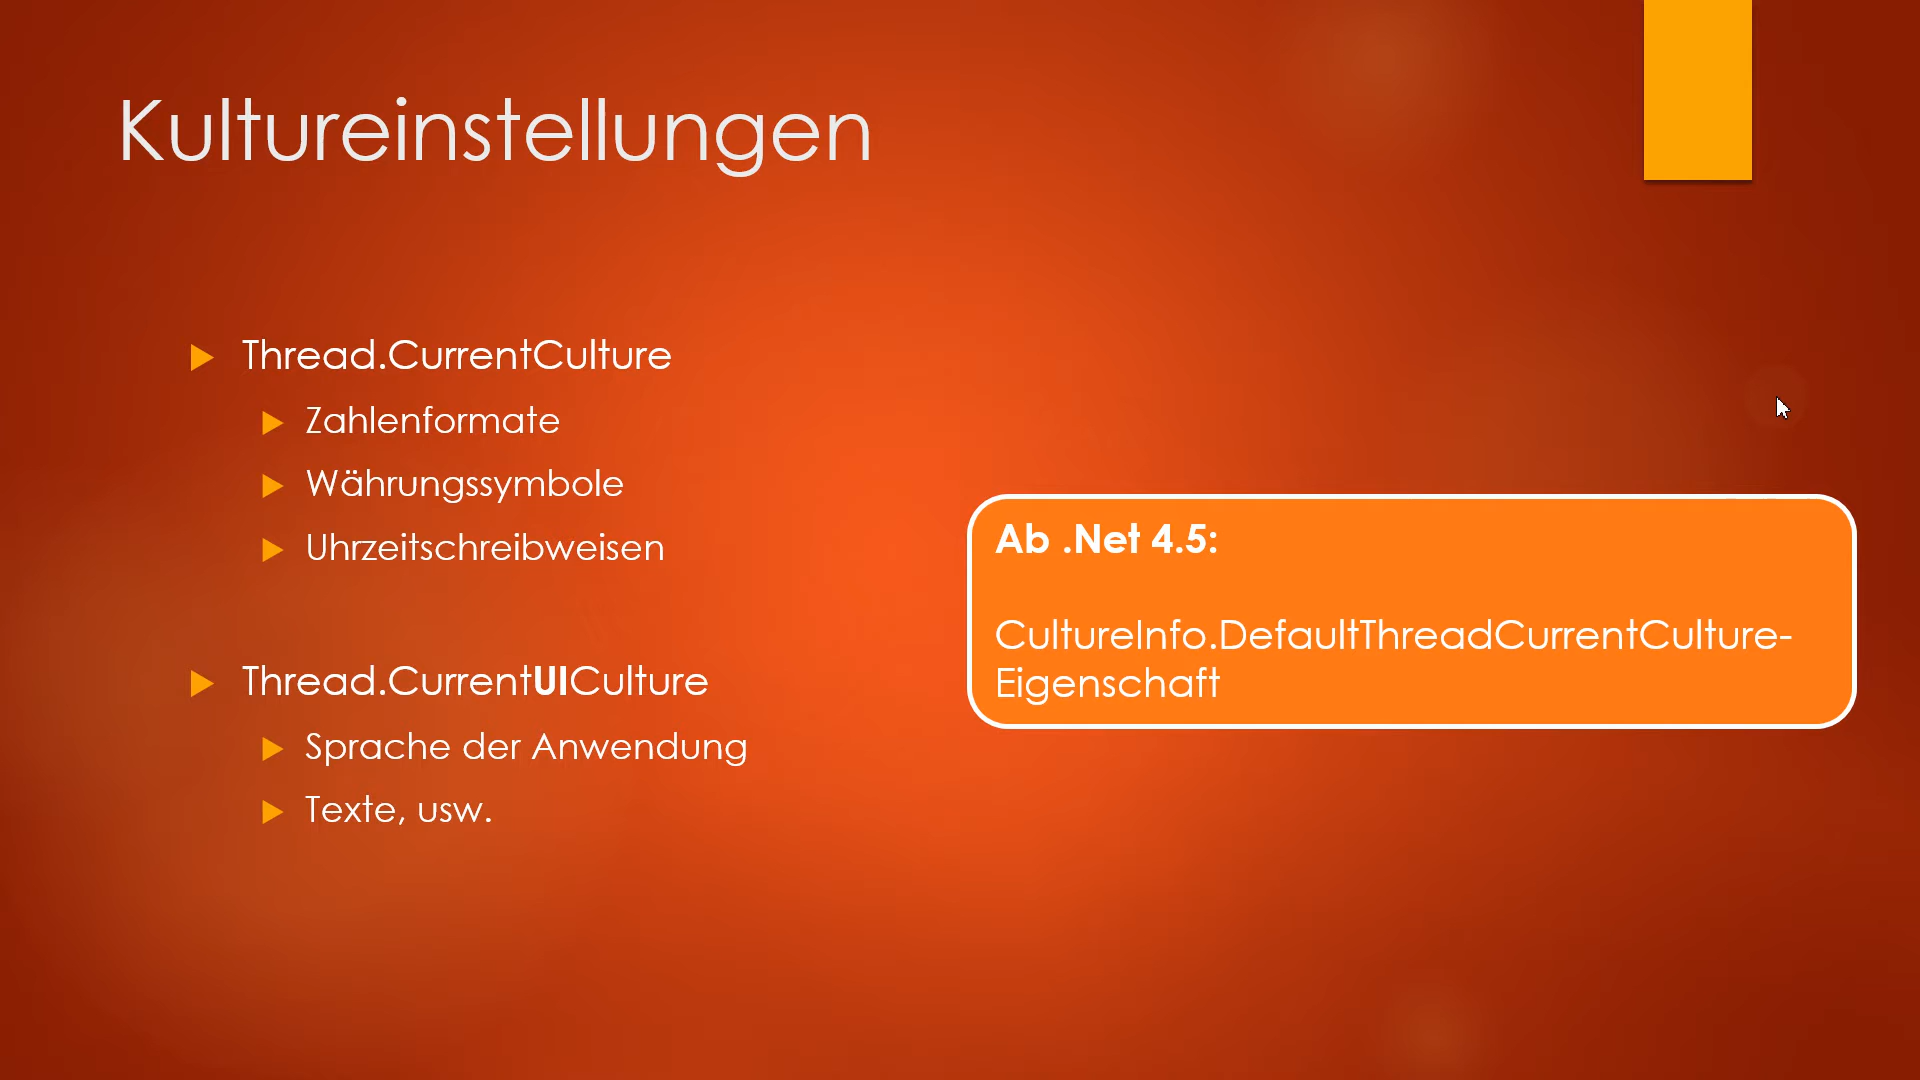 Kultureinstellungen
Thread.CurrentCulture
Zahlenformate
Währungssymbole
Uhrzeitschreibweisen
Thread.CurrentUICulture
Sprache der Anwendung
Texte, usw.
Ab .Net 4.5:
CultureInfo.DefaultThreadCurrentCulture-
Eigenschaft